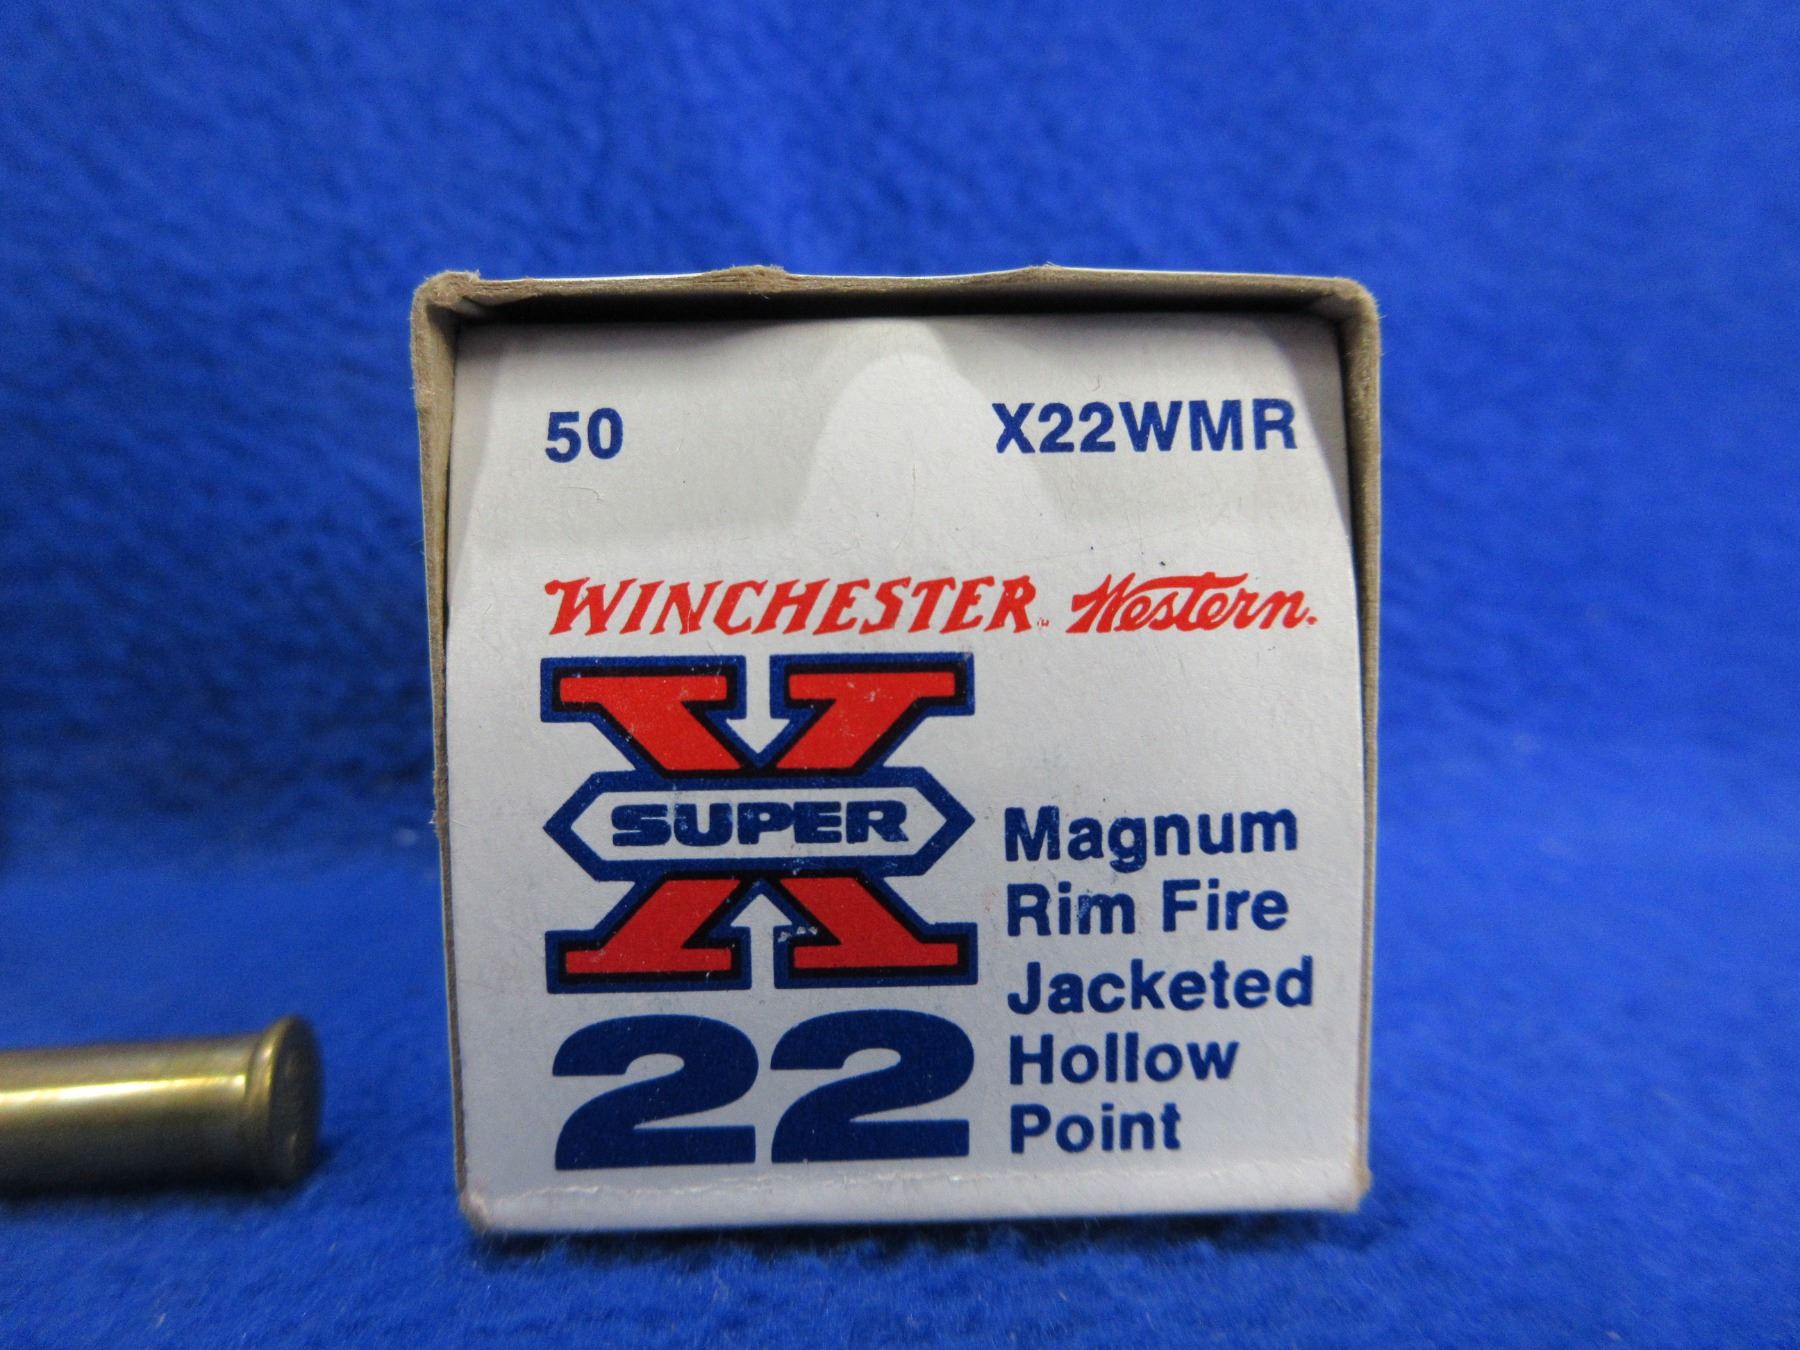 50 X22WMR
WINCHESTER Western.
X
SUPER
22
Magnum
Rim Fire
Jacketed
Hollow
Point